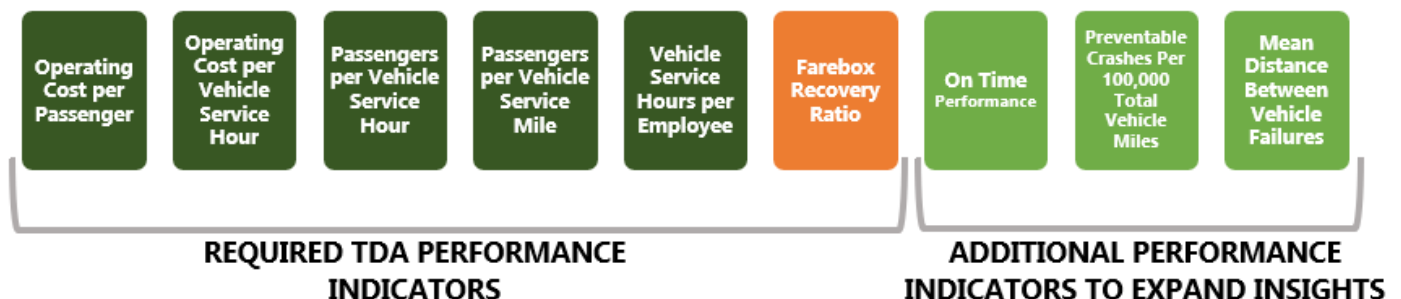 Operating
Cost per
Passenger
Operating
Cost per
Vehicle
Service
Hour
Passengers
per Vehicle
Service
Hour
Passengers
per Vehicle
Service
Mile
Vehicle
Service
Hours per
Employee
Farebox
Recovery
Ratio
On Time
Performance
Preventable
Crashes Per
100,000
Total
Vehicle
Miles
Mean
Distance
Between
Vehicle
Failures
REQUIRED TDA PERFORMANCE
INDICATORS
ADDITIONAL PERFORMANCE
INDICATORS TO EXPAND INSIGHTS